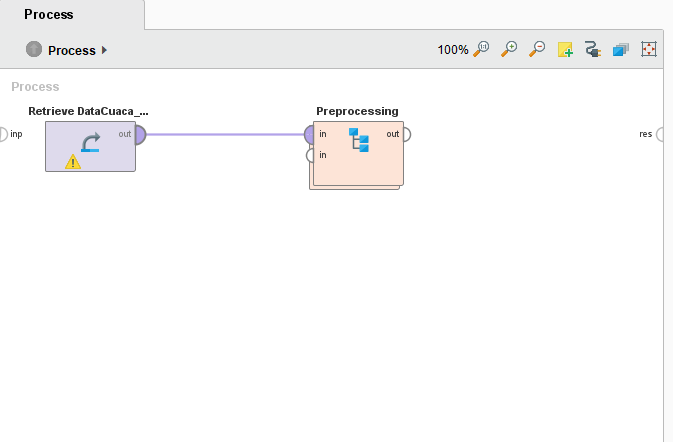 Process
Process
100%
Process
Retrieve DataCuaca_...
Preprocessing
inp
out
in
out
res
in